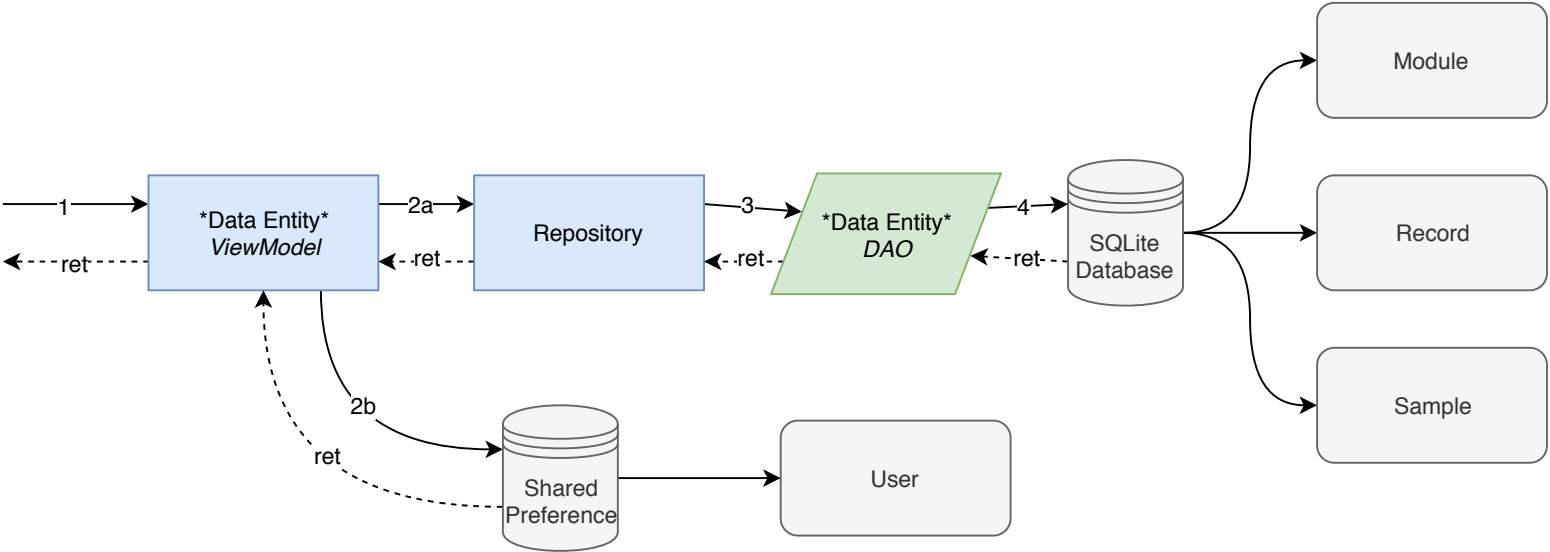 Module
1
*Data Entity*
ViewModel
2a
Repository
3
*Data Entity*
DAO
4
SQLite
Database
Record
ret
ret
ret
ret
2b
Sample
ret
Shared
Preference
User